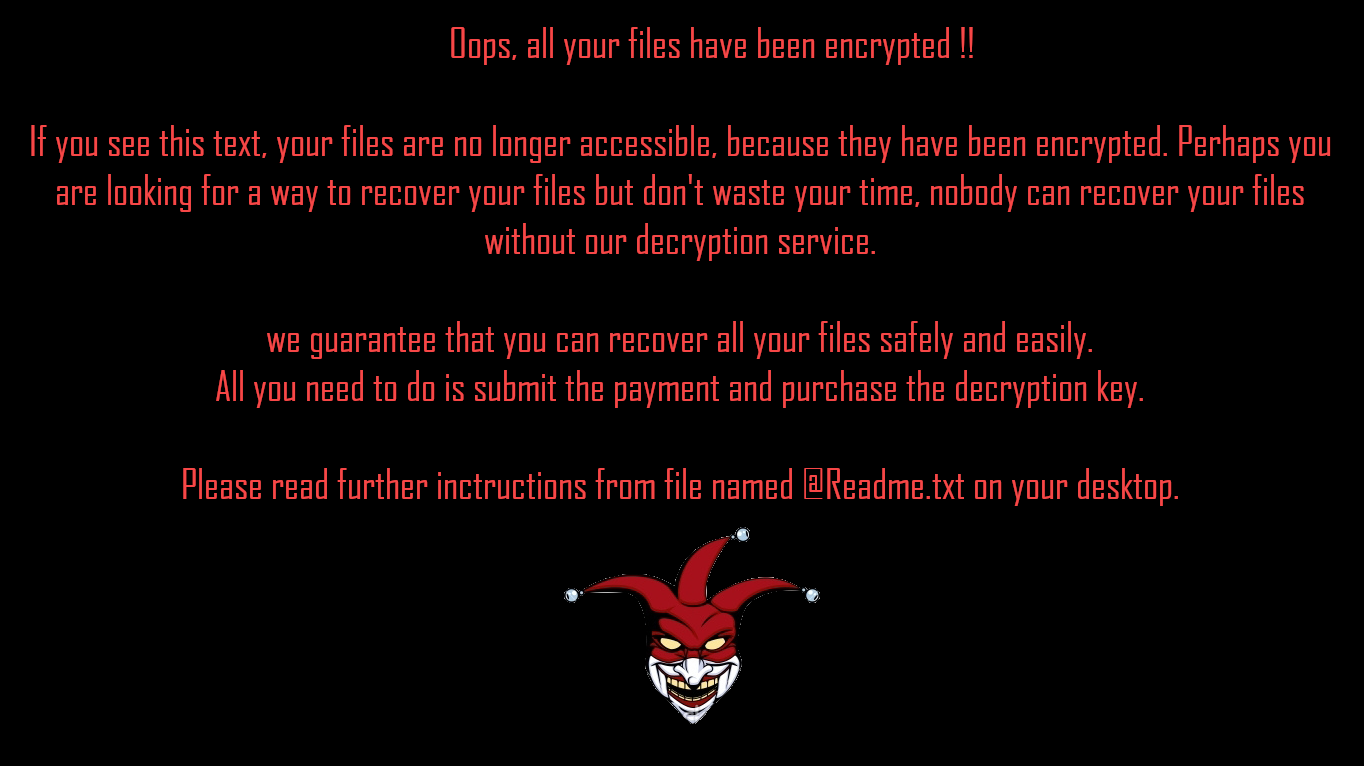 Oops, all your files have been encrypted !!
If you see this text, your files are no longer accessible, because they have been encrypted. Perhaps you
are looking for a way to recover your files but don't waste your time, nobody can recover your files
without our decryption service.
we guarantee that you can recover all your files safely and easily.
All you need to do is submit the payment and purchase the decryption key.
Please read further inctructions from file named @Readme.txt on your desktop.